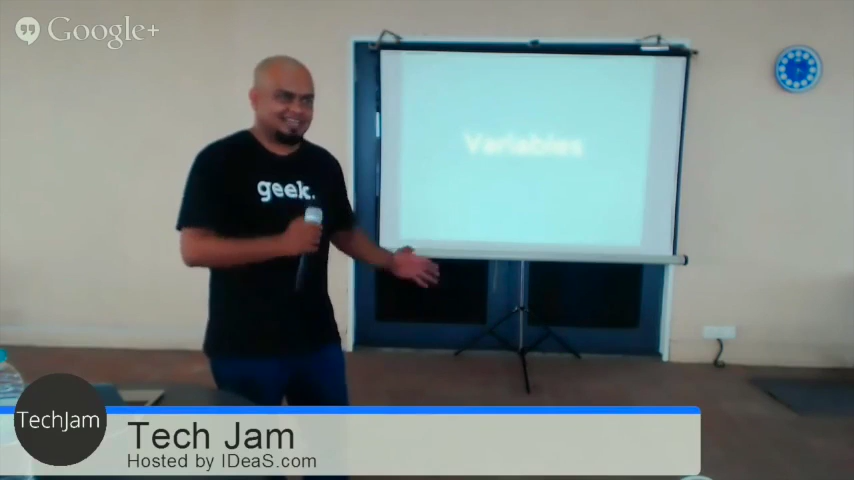 Google+
Variables
geek.
TechJam
Tech Jam
Hosted by IDeaS.com